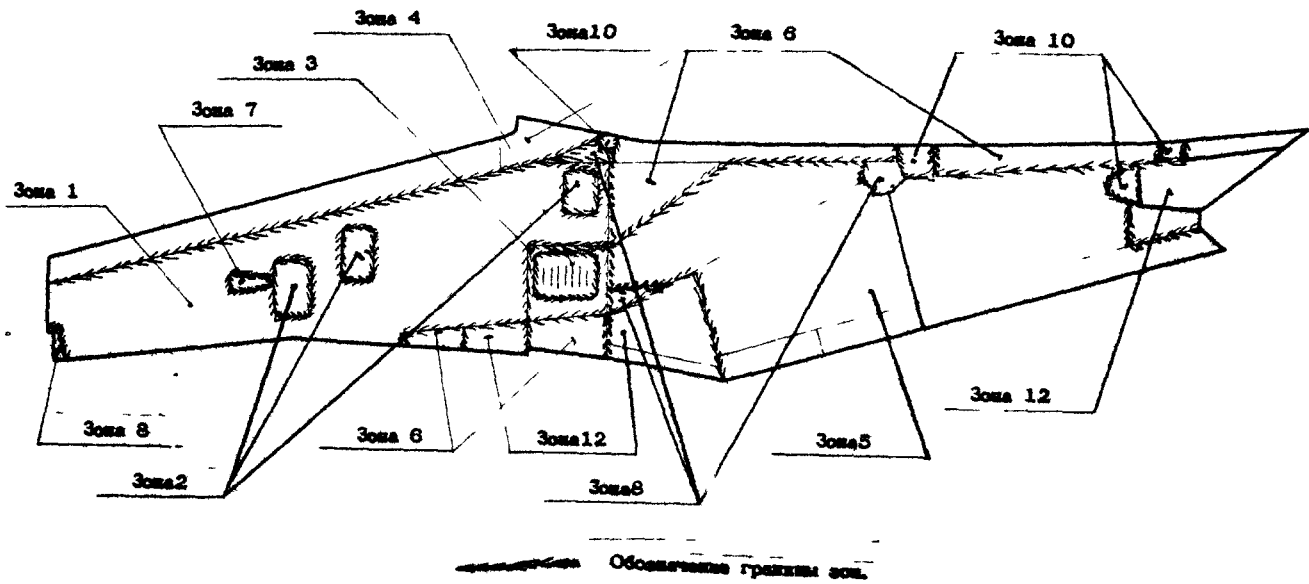 Зона 4
Зона10
Зона 6
Зона 10
Зона 3
Зона 7
Зона 1
Зона 8
Зона 6
Зона12
Зона5
Зона 12
Зона2
Зона8
Обозначение границы зон.